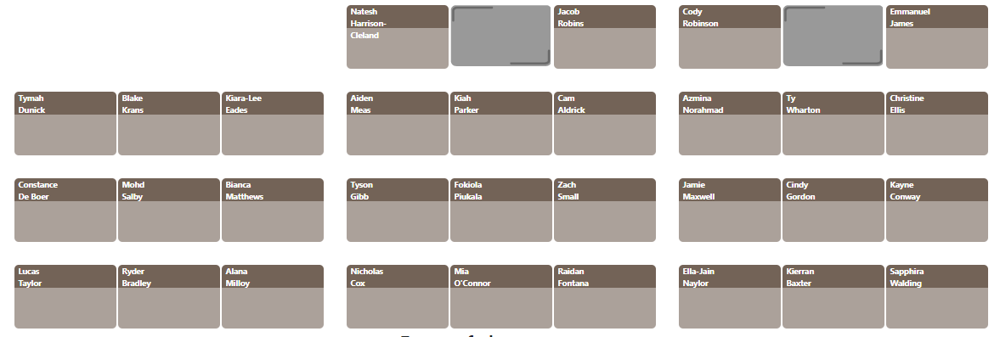 Natesh
Harrison-
Cleland
Jacob
Robins
Cody
Robinson
Emmanuel
James
Tymah
Dunick
Blake
Krans
Kiara-Lee
Eades
Aiden
Meas
Kiah
Parker
Cam
Aldrick
Azmina
Norahmad
Ty
Wharton
Christine
Ellis
Constance
De Boer
Mohd
Salby
Bianca
Matthews
Tyson
Gibb
Fokiola
Piukala
Zach
Small
Jamie
Maxwell
Cindy
Gordon
Kayne
Conway
Lucas
Taylor
Ryder
Bradley
Alana
Milloy
Nicholas
Cox
Mia
O'Connor
Raidan
Fontana
Ella-Jain
Naylor
Kierran
Baxter
Sapphira
Walding